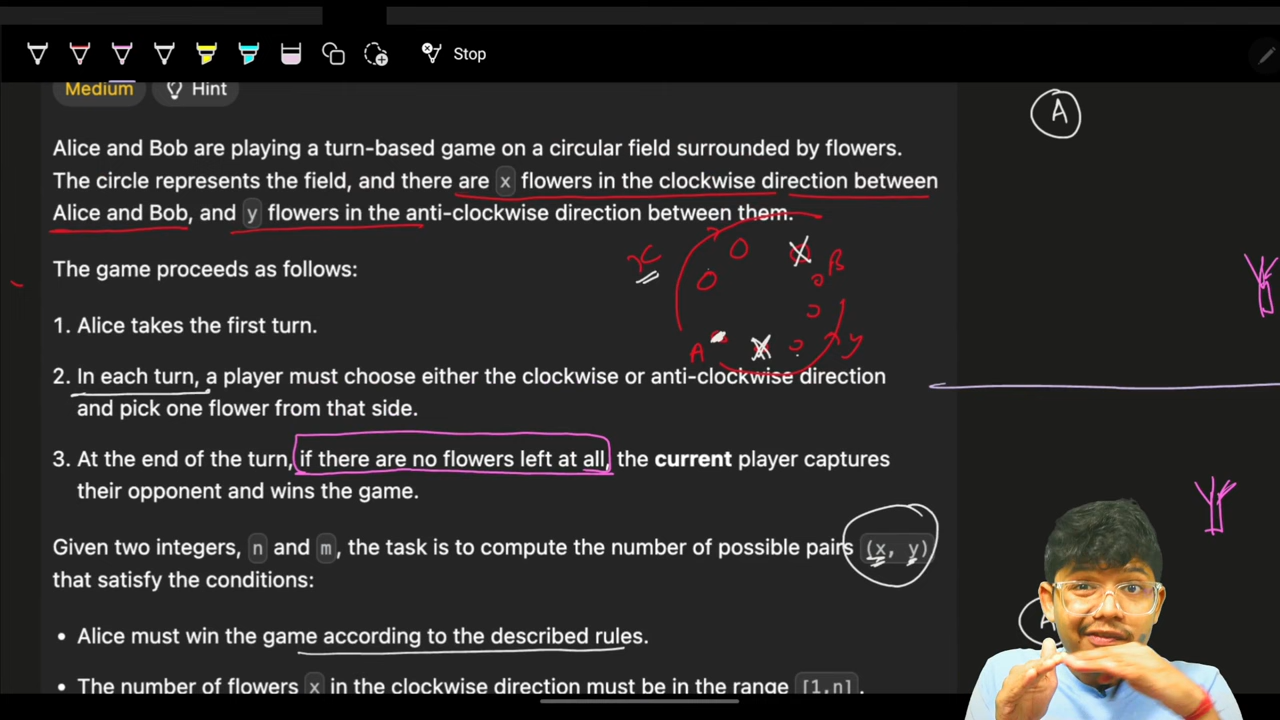 Stop
Medium
Hint
A
Alice and Bob are playing a turn-based game on a circular field surrounded by flowers.
The circle represents the field, and there are x flowers in the clockwise direction between
Alice and Bob, and y flowers in the anti-clockwise direction between them.
x
B
The game proceeds as follows:
1. Alice takes the first turn.
A
y
2. In each turn, a player must choose either the clockwise or anti-clockwise direction
and pick one flower from that side.
3. At the end of the turn, if there are no flowers left at all, the current player captures
their opponent and wins the game.
Given two integers, n and m, the task is to compute the number of possible pairs (x, y)
that satisfy the conditions:
• Alice must win the game according to the described rules.
• The number of flowers x in the clockwise direction must be in the range [1,n].